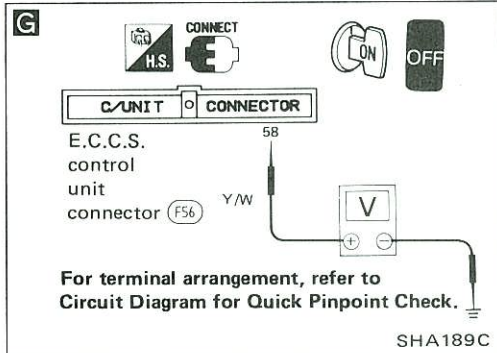 G
H.S.
CONNECT
ON
OFF
C/UNIT CONNECTOR
E.C.C.S.
control
unit
connector F56
58
Y/W
V
+ −
For terminal arrangement, refer to
Circuit Diagram for Quick Pinpoint Check.
SHA189C